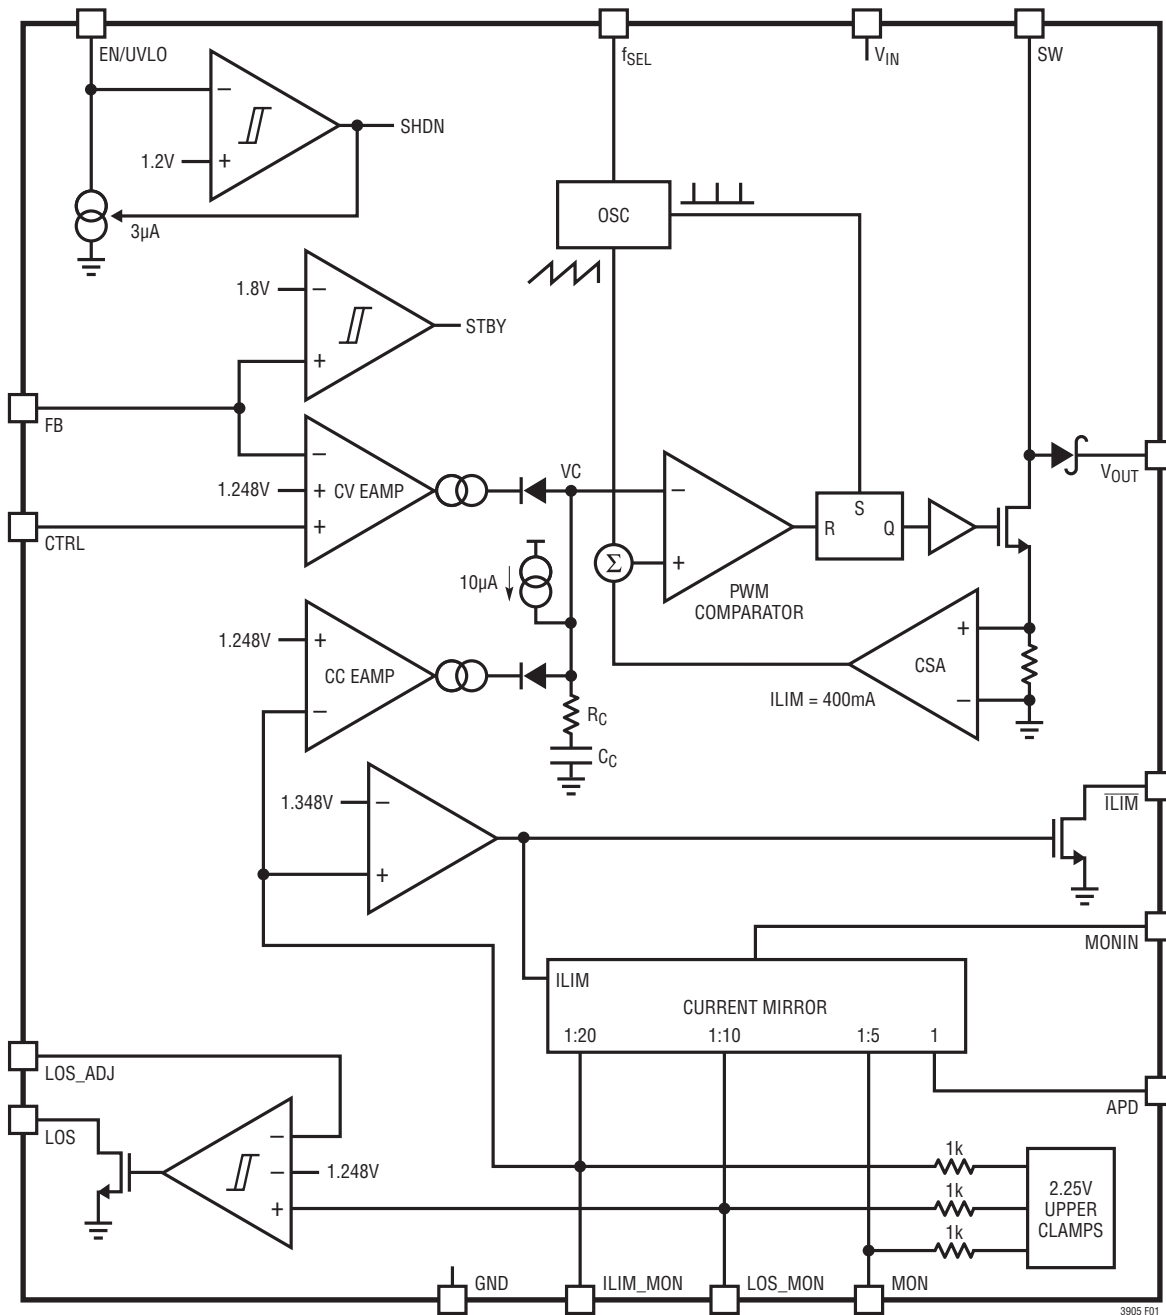 EN/UVLO
fSEL
VIN
SW
−
SHDN
1.2V
+
3µA
OSC
1.8V
−
STBY
+
FB
−
1.248V
+
CV EAMP
+
CTRL
VC
−
+
Σ
PWM
COMPARATOR
R
S
Q
VOUT
10µA
1.248V
+
CC EAMP
−
RC
CC
+
CSA
−
ILIM = 400mA
1.348V
−
+
ILIM
MONIN
ILIM
CURRENT MIRROR
1:20
1:10
1:5
1
APD
LOS_ADJ
LOS
−
−
1.248V
+
1k
1k
1k
2.25V
UPPER
CLAMPS
GND
ILIM_MON
LOS_MON
MON
3905 F01